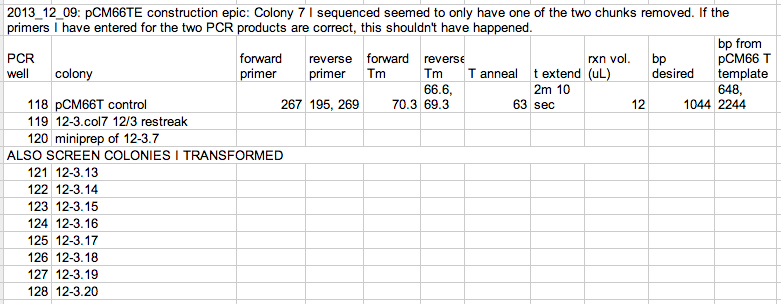 2013_12_09: pCM66TE construction epic: Colony 7 I sequenced seemed to only have one of the two chunks removed. If the
primers I have entered for the two PCR products are correct, this shouldn't have happened.
bp from
PCR forward reverse forward reverse rxn vol. bp pCM66 T
well colony primer primer Tm Tm T anneal t extend (uL) desired template
66.6, 2m 10 648,
118 pCM66T control 267 195, 269 70.3 69.3 63 sec 12 1044 2244
119 12-3.col7 12/3 restreak
120 miniprep of 12-3.7
ALSO SCREEN COLONIES I TRANSFORMED
121 12-3.13
122 12-3.14
123 12-3.15
124 12-3.16
125 12-3.17
126 12-3.18
127 12-3.19
128 12-3.20